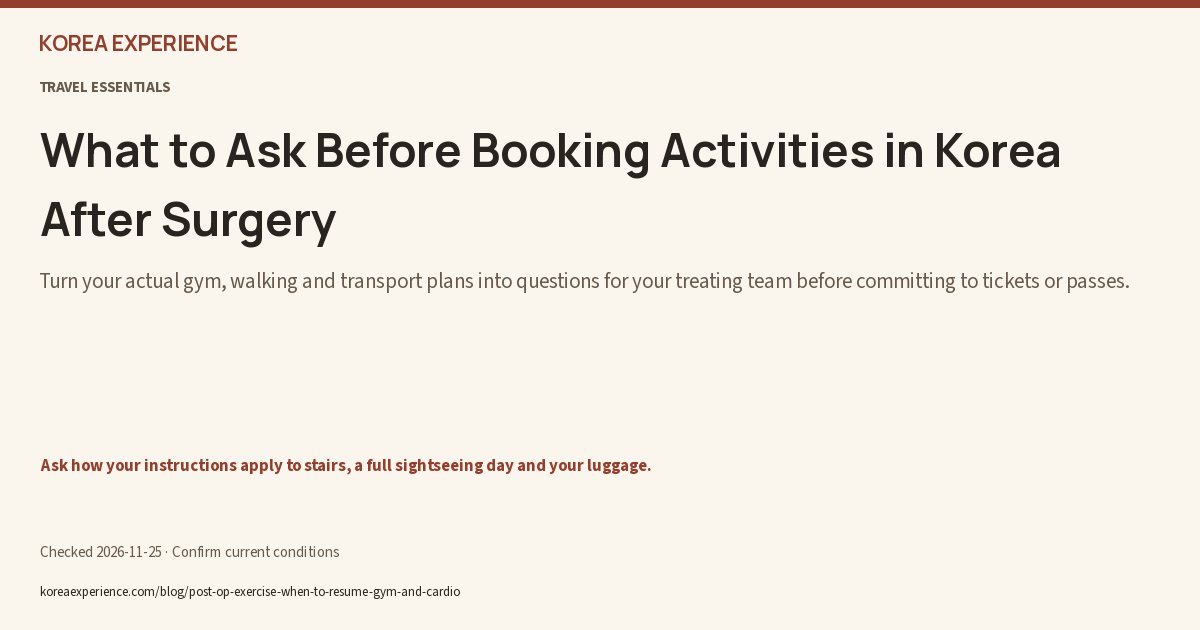 KOREA EXPERIENCE
TRAVEL ESSENTIALS
What to Ask Before Booking Activities in Korea
After Surgery
Turn your actual gym, walking and transport plans into questions for your treating team before committing to tickets or passes.
Ask how your instructions apply to stairs, a full sightseeing day and your luggage.
Checked 2026-11-25 · Confirm current conditions
koreaexperience.com/blog/post-op-exercise-when-to-resume-gym-and-cardio